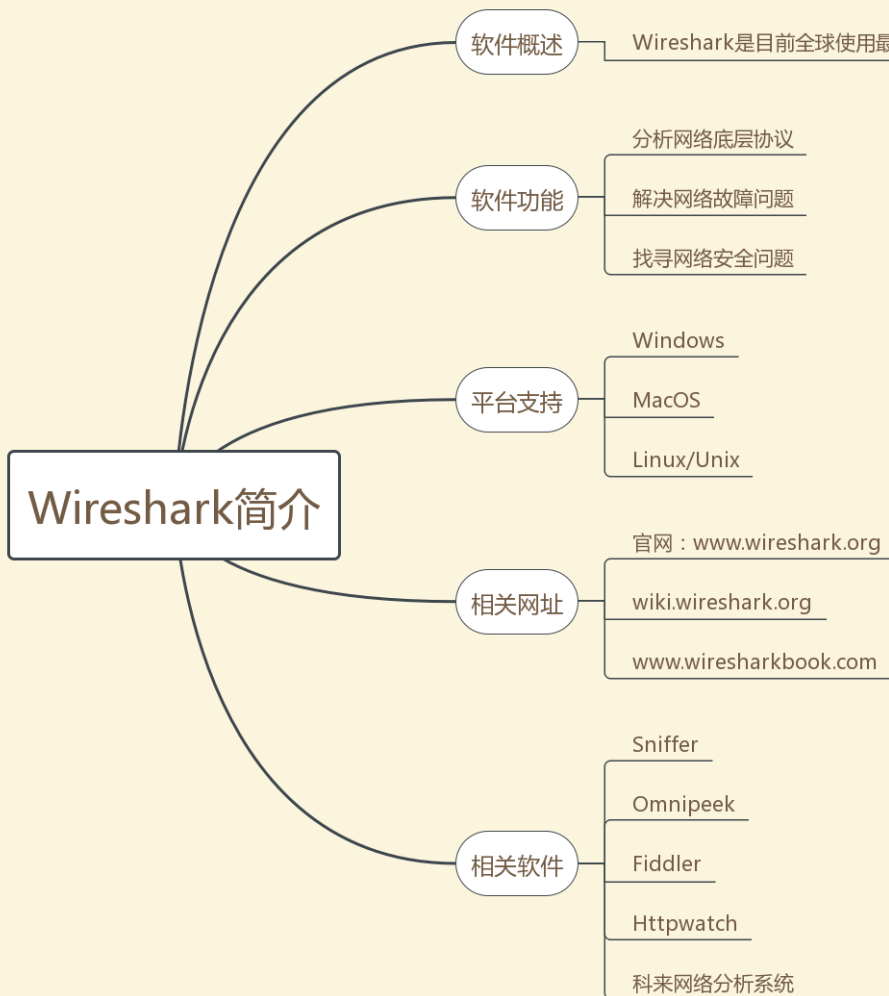 Wireshark简介
软件概述
Wireshark是目前全球使用最
软件功能
分析网络底层协议
解决网络故障问题
找寻网络安全问题
平台支持
Windows
MacOS
Linux/Unix
相关网址
官网：www.wireshark.org
wiki.wireshark.org
www.wiresharkbook.com
相关软件
Sniffer
Omnipeek
Fiddler
Httpwatch
科来网络分析系统